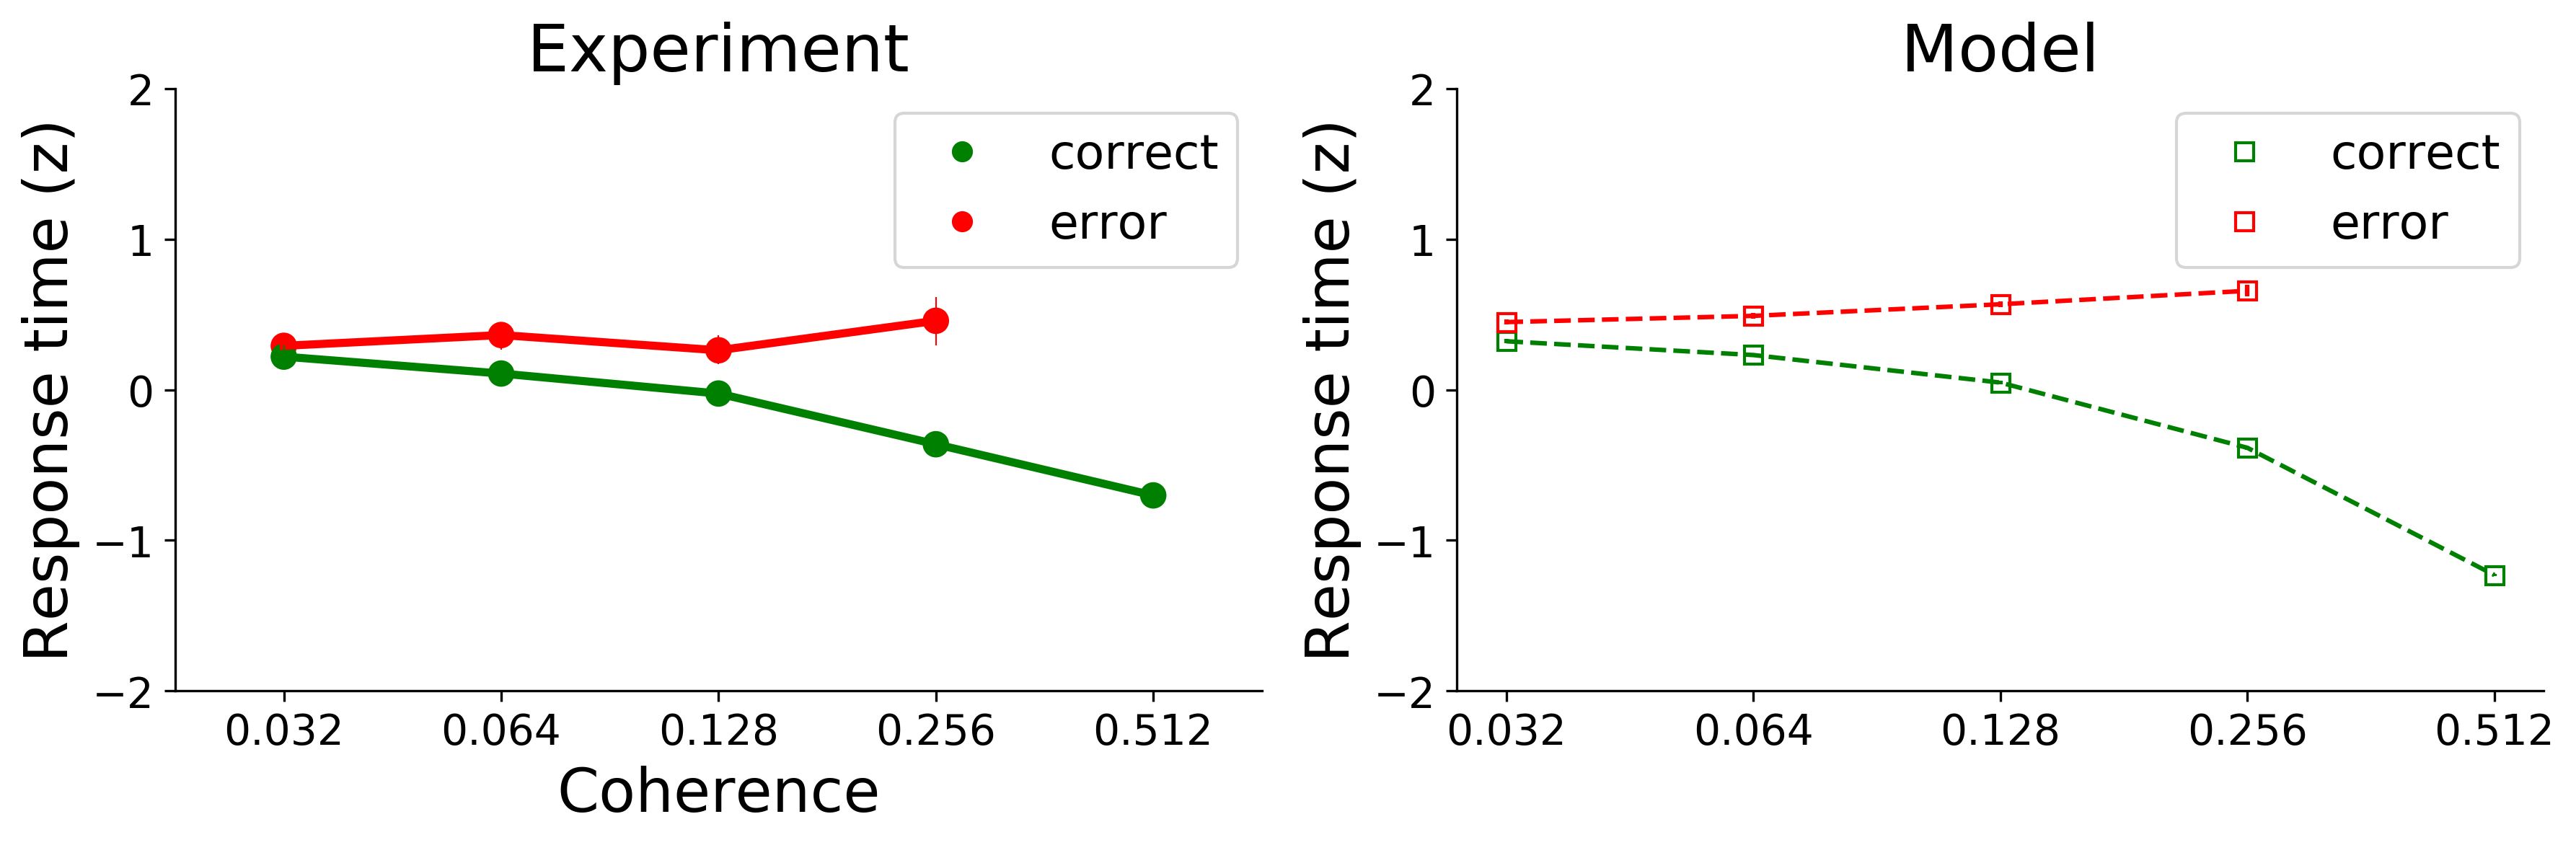 Experiment
Response time (z)
2
1
0
−1
−2
correct
error
0.032 0.064 0.128 0.256 0.512
Coherence
Model
Response time (z)
2
1
0
−1
−2
correct
error
0.032 0.064 0.128 0.256 0.512